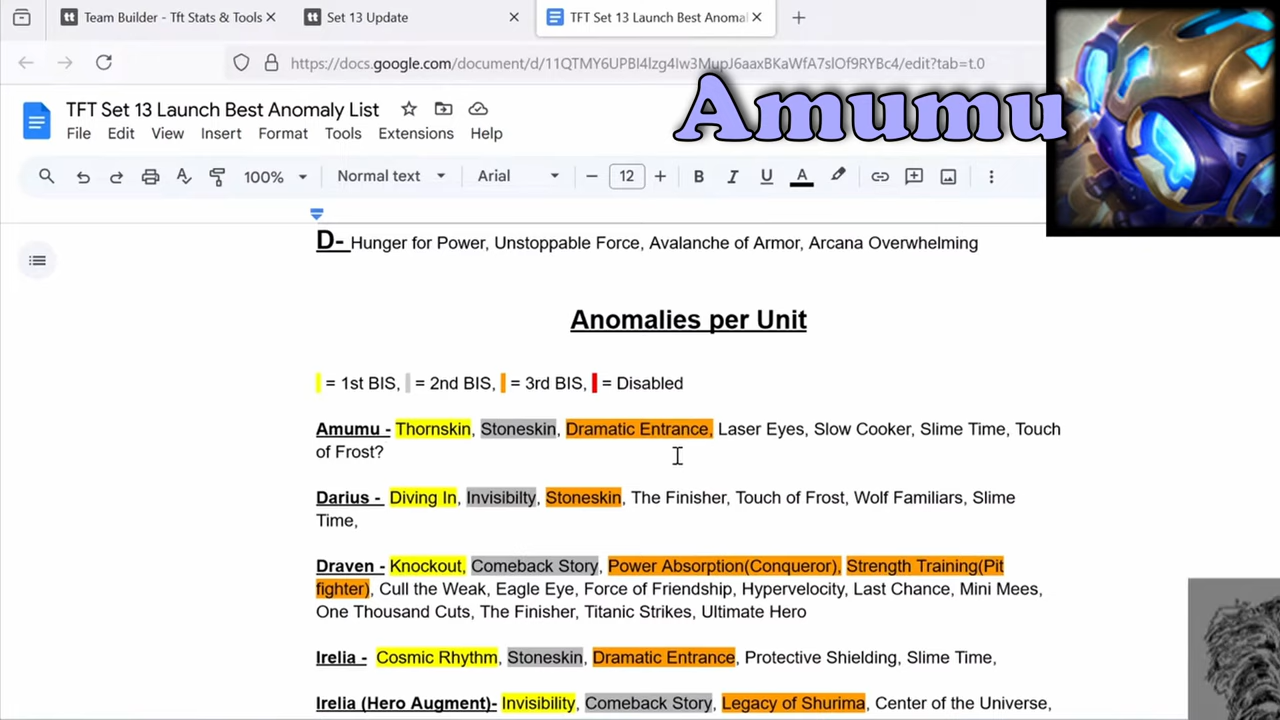 Team Builder - Tft Stats & Tools
Set 13 Update
TFT Set 13 Launch Best Anomal
https://docs.google.com/document/d/11QTMY6UPBI4lzg4Iw3MupJ6aaxBKaWfA7slOf9RYBc4/edit?tab=t.0
Amumu
TFT Set 13 Launch Best Anomaly List
File Edit View Insert Format Tools Extensions Help
100% Normal text Arial 12 B I U A
D- Hunger for Power, Unstoppable Force, Avalanche of Armor, Arcana Overwhelming
Anomalies per Unit
= 1st BIS, = 2nd BIS, = 3rd BIS, = Disabled
Amumu - Thornskin, Stoneskin, Dramatic Entrance, Laser Eyes, Slow Cooker, Slime Time, Touch
of Frost?
Darius - Diving In, Invisibilty, Stoneskin, The Finisher, Touch of Frost, Wolf Familiars, Slime
Time,
Draven - Knockout, Comeback Story, Power Absorption(Conqueror), Strength Training(Pit
fighter), Cull the Weak, Eagle Eye, Force of Friendship, Hypervelocity, Last Chance, Mini Mees,
One Thousand Cuts, The Finisher, Titanic Strikes, Ultimate Hero
Irelia - Cosmic Rhythm, Stoneskin, Dramatic Entrance, Protective Shielding, Slime Time,
Irelia (Hero Augment)- Invisibility, Comeback Story, Legacy of Shurima, Center of the Universe,